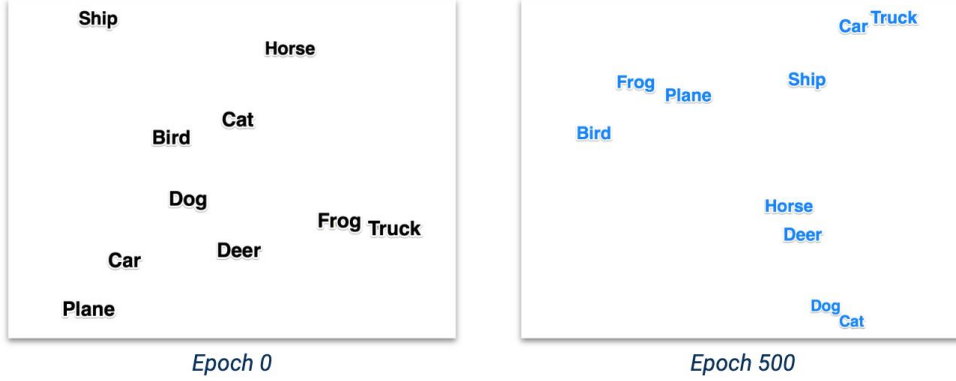 Ship
Horse
Cat
Bird
Dog
Frog
Truck
Deer
Car
Plane
Epoch 0
Truck
Car
Ship
Frog
Plane
Bird
Horse
Deer
Dog
Cat
Epoch 500